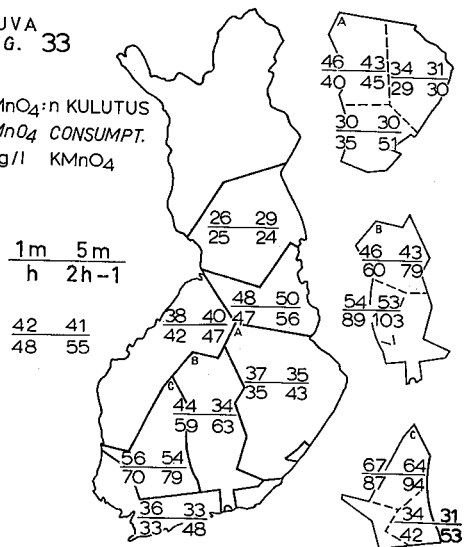 UVA
G. 33
MnO4:n KULUTUS
MnO4 CONSUMPT.
g/l KMnO4
1m 5m
h 2h-1
42 41
48 55
26 29
25 24
48 50
47 56
A
38 40
42 47
B
37 35
35 43
C
44 34
59 63
56 54
70 79
36 33
33 48
A
46 43
40 45
34 31
29 30
30 30
35 51
B
46 43
60 79
54 53
89 103
C
67 64
87 94
34 31
42 53